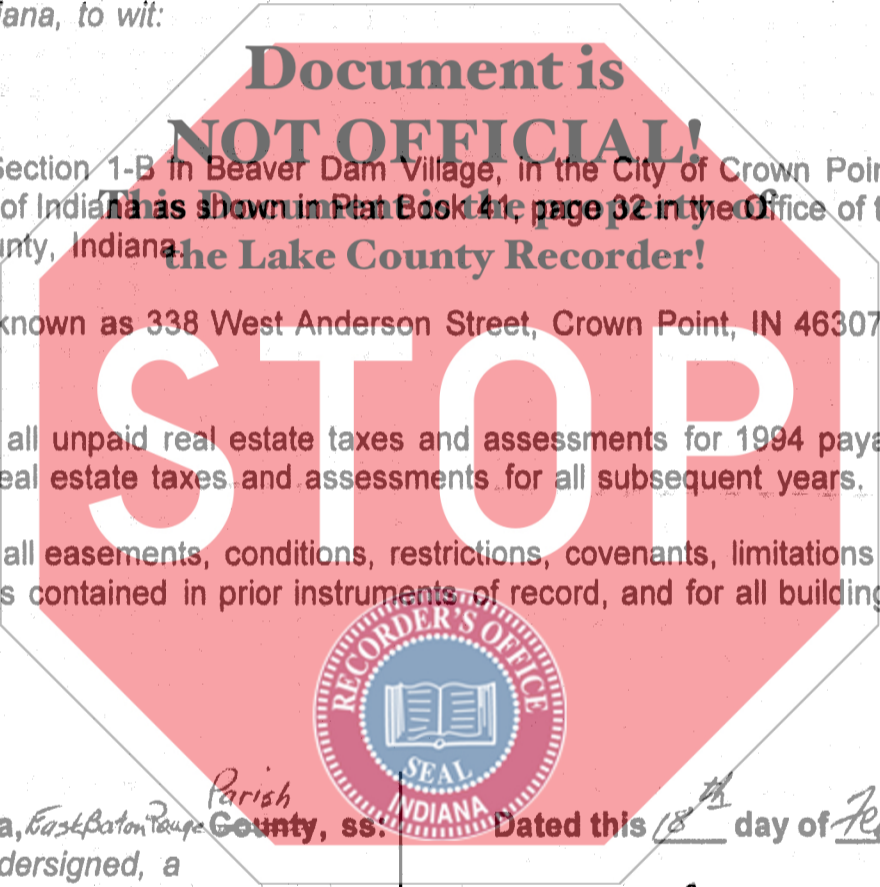 iana, to wit:
Document is
NOT OFFICIAL!
Section 1-B in Beaver Dam Village, in the City of Crown Poin
of Indiana as shown in Plat Book 41, page 32 in the Office of t
This Document is the property of
unty, Indiana.
the Lake County Recorder!
known as 338 West Anderson Street, Crown Point, IN 46307
STOP
all unpaid real estate taxes and assessments for 1994 paya
eal estate taxes and assessments for all subsequent years.
all easements, conditions, restrictions, covenants, limitations
s contained in prior instruments of record, and for all building
RECORDER'S OFFICE
SEAL
INDIANA
Parish
a, East Baton Rouge County, ss: Dated this 18th day of Fe
dersigned, a